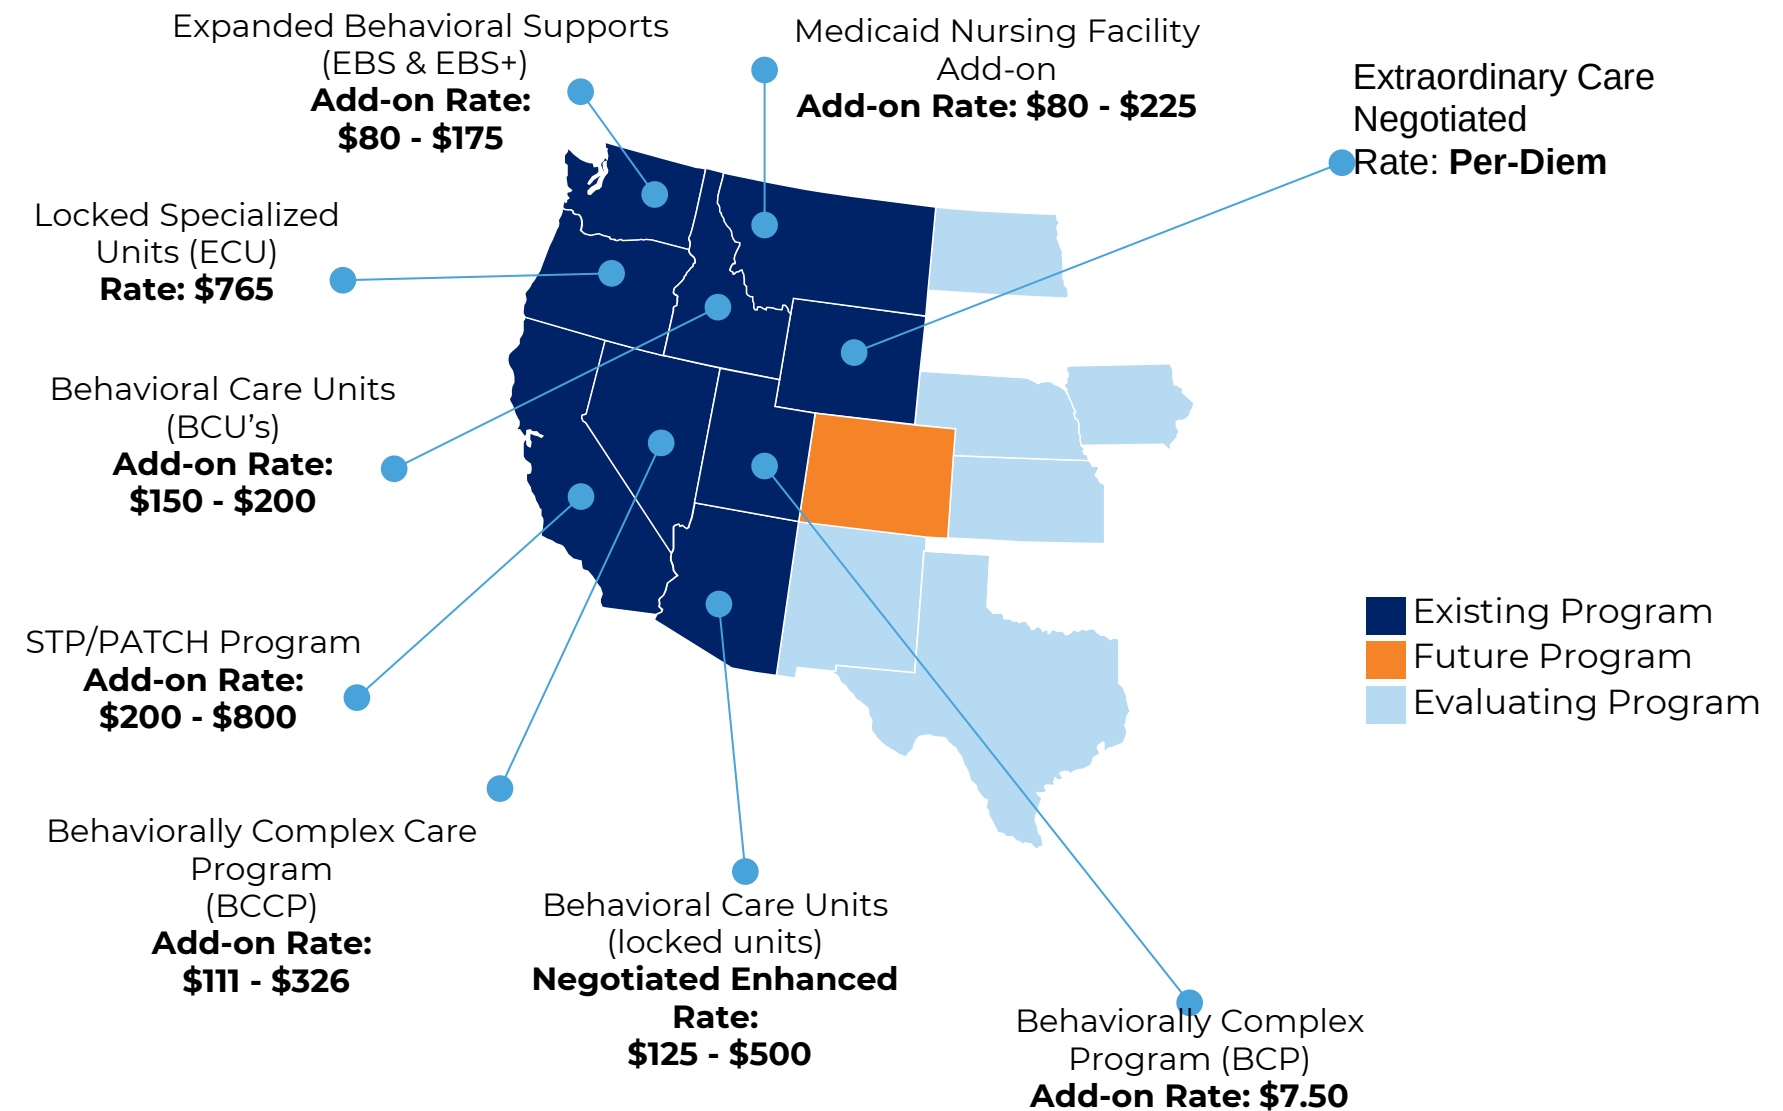 Expanded Behavioral Supports
(EBS & EBS+)
Add-on Rate:
$80 - $175
Medicaid Nursing Facility
Add-on
Add-on Rate: $80 - $225
Extraordinary Care
Negotiated
Rate: Per-Diem
Locked Specialized
Units (ECU)
Rate: $765
Behavioral Care Units
(BCU’s)
Add-on Rate:
$150 - $200
STP/PATCH Program
Add-on Rate:
$200 - $800
Existing Program
Future Program
Evaluating Program
Behaviorally Complex Care
Program
(BCCP)
Add-on Rate:
$111 - $326
Behavioral Care Units
(locked units)
Negotiated Enhanced
Rate:
$125 - $500
Behaviorally Complex
Program (BCP)
Add-on Rate: $7.50